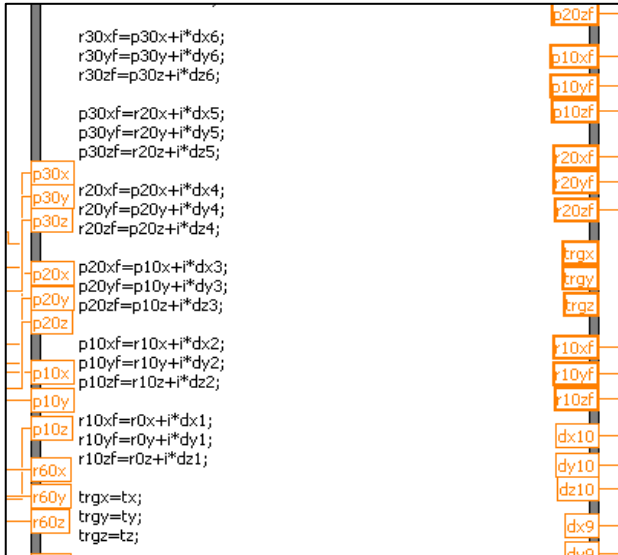 p20zf
r30xf=p30x+i*dx6;
r30yf=p30y+i*dy6;
r30zf=p30z+i*dz6;
p10xf
p10yf
p10zf
p30xf=r20x+i*dx5;
p30yf=r20y+i*dy5;
p30zf=r20z+i*dz5;
r20xf
r20yf
r20zf
p30x
p30y
p30z
r20xf=p20x+i*dx4;
r20yf=p20y+i*dy4;
r20zf=p20z+i*dz4;
trgx
trgy
trgz
p20x
p20y
p20z
p20xf=p10x+i*dx3;
p20yf=p10y+i*dy3;
p20zf=p10z+i*dz3;
r10xf
r10yf
r10zf
p10x
p10y
p10z
p10xf=r10x+i*dx2;
p10yf=r10y+i*dy2;
p10zf=r10z+i*dz2;
r10xf=r0x+i*dx1;
r10yf=r0y+i*dy1;
r10zf=r0z+i*dz1;
dx10
dy10
dz10
r60x
r60y
r60z
trgx=tx;
trgy=ty;
trgz=tz;
dx9
dy9